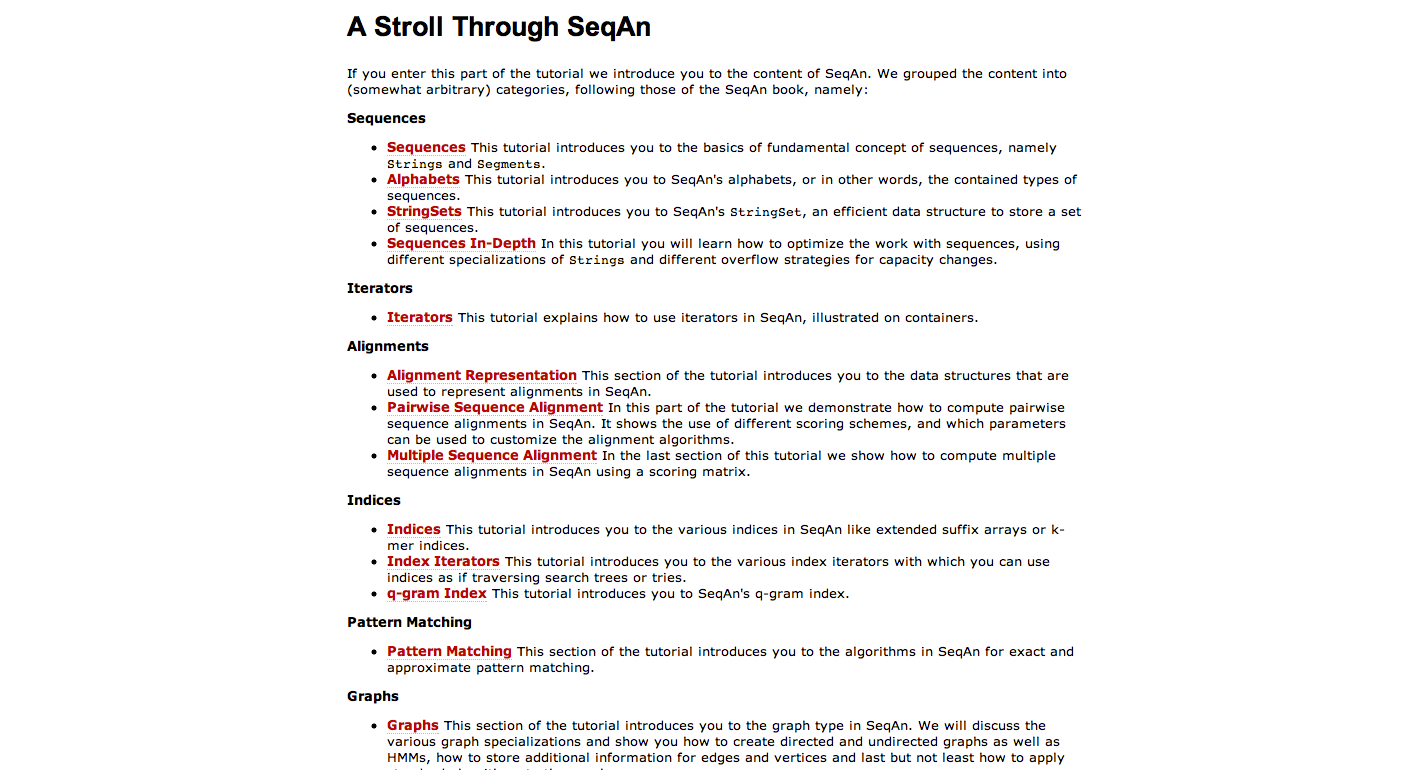 A Stroll Through SeqAn
If you enter this part of the tutorial we introduce you to the content of SeqAn. We grouped the content into
(somewhat arbitrary) categories, following those of the SeqAn book, namely:
Sequences
• Sequences This tutorial introduces you to the basics of fundamental concept of sequences, namely
Strings and Segments.
• Alphabets This tutorial introduces you to SeqAn's alphabets, or in other words, the contained types of
sequences.
• StringSets This tutorial introduces you to SeqAn's StringSet, an efficient data structure to store a set
of sequences.
• Sequences In-Depth In this tutorial you will learn how to optimize the work with sequences, using
different specializations of Strings and different overflow strategies for capacity changes.
Iterators
• Iterators This tutorial explains how to use iterators in SeqAn, illustrated on containers.
Alignments
• Alignment Representation This section of the tutorial introduces you to the data structures that are
used to represent alignments in SeqAn.
• Pairwise Sequence Alignment In this part of the tutorial we demonstrate how to compute pairwise
sequence alignments in SeqAn. It shows the use of different scoring schemes, and which parameters
can be used to customize the alignment algorithms.
• Multiple Sequence Alignment In the last section of this tutorial we show how to compute multiple
sequence alignments in SeqAn using a scoring matrix.
Indices
• Indices This tutorial introduces you to the various indices in SeqAn like extended suffix arrays or k-
mer indices.
• Index Iterators This tutorial introduces you to the various index iterators with which you can use
indices as if traversing search trees or tries.
• q-gram Index This tutorial introduces you to SeqAn's q-gram index.
Pattern Matching
• Pattern Matching This section of the tutorial introduces you to the algorithms in SeqAn for exact and
approximate pattern matching.
Graphs
• Graphs This section of the tutorial introduces you to the graph type in SeqAn. We will discuss the
various graph specializations and show you how to create directed and undirected graphs as well as
HMMs, how to store additional information for edges and vertices and last but not least how to apply